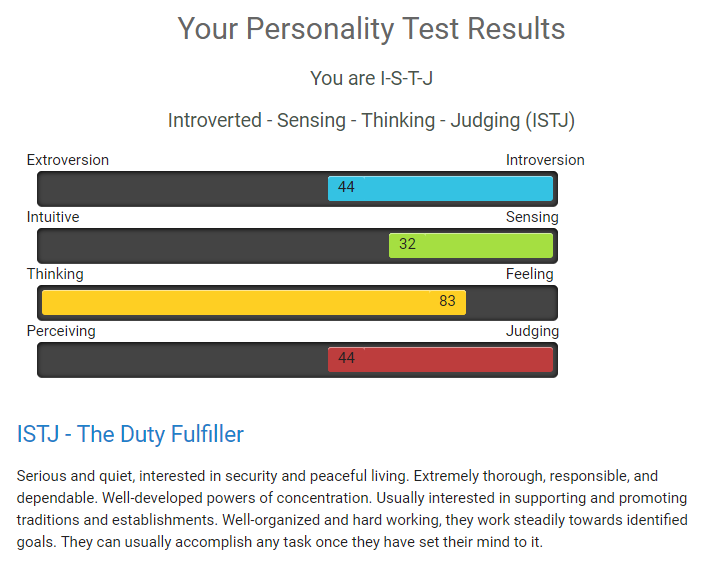 Your Personality Test Results
You are I-S-T-J
Introverted - Sensing - Thinking - Judging (ISTJ)
Extroversion Introversion
44
Intuitive Sensing
32
Thinking Feeling
83
Perceiving Judging
44
ISTJ - The Duty Fulfiller
Serious and quiet, interested in security and peaceful living. Extremely thorough, responsible, and
dependable. Well-developed powers of concentration. Usually interested in supporting and promoting
traditions and establishments. Well-organized and hard working, they work steadily towards identified
goals. They can usually accomplish any task once they have set their mind to it.